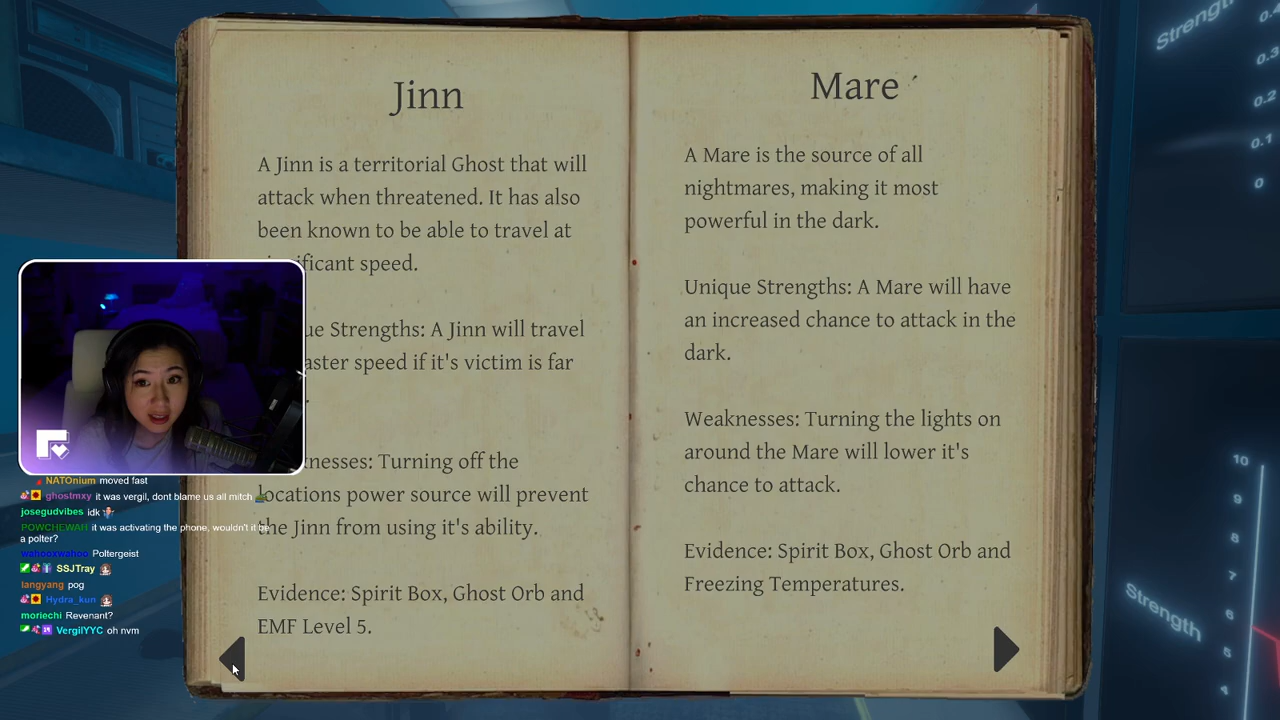 Jinn
A Jinn is a territorial Ghost that will
attack when threatened. It has also
been known to be able to travel at
ificant speed.
ue Strengths: A Jinn will travel
aster speed if it's victim is far
.
knesses: Turning off the
locations power source will prevent
the Jinn from using it's ability.
Evidence: Spirit Box, Ghost Orb and
EMF Level 5.
Mare
A Mare is the source of all
nightmares, making it most
powerful in the dark.
Unique Strengths: A Mare will have
an increased chance to attack in the
dark.
Weaknesses: Turning the lights on
around the Mare will lower it's
chance to attack.
Evidence: Spirit Box, Ghost Orb and
Freezing Temperatures.
NATOnium moved fast
ghostmxy it was vergil, dont blame us all mitch
josegudvibes idk
POWCHEWAH it was activating the phone, wouldn't it be
a polter?
wahooxwahoo Poltergeist
SSJTray
langyang pog
Hydra_kun
moriechi Revenant?
VergilYYC oh nvm
Strength
0.3
0.2
0.1
0
10
9
8
7
6
5
4
Strength